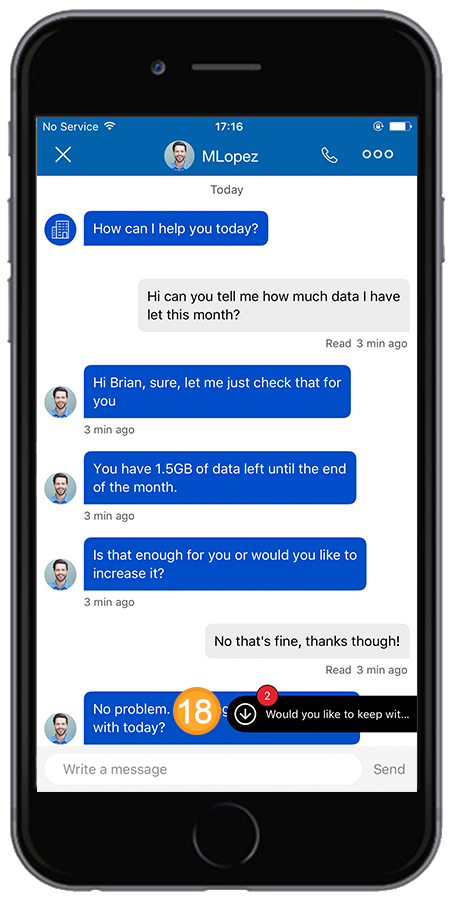 No Service 17:16
MLopez
Today
How can I help you today?
Hi can you tell me how much data I have
let this month?
Read 3 min ago
Hi Brian, sure, let me just check that for
you
3 min ago
You have 1.5GB of data left until the end
of the month.
3 min ago
Is that enough for you or would you like to
increase it?
3 min ago
No that's fine, thanks though!
Read 3 min ago
No problem.
with today?
18
2
Would you like to keep wit...
Write a message Send